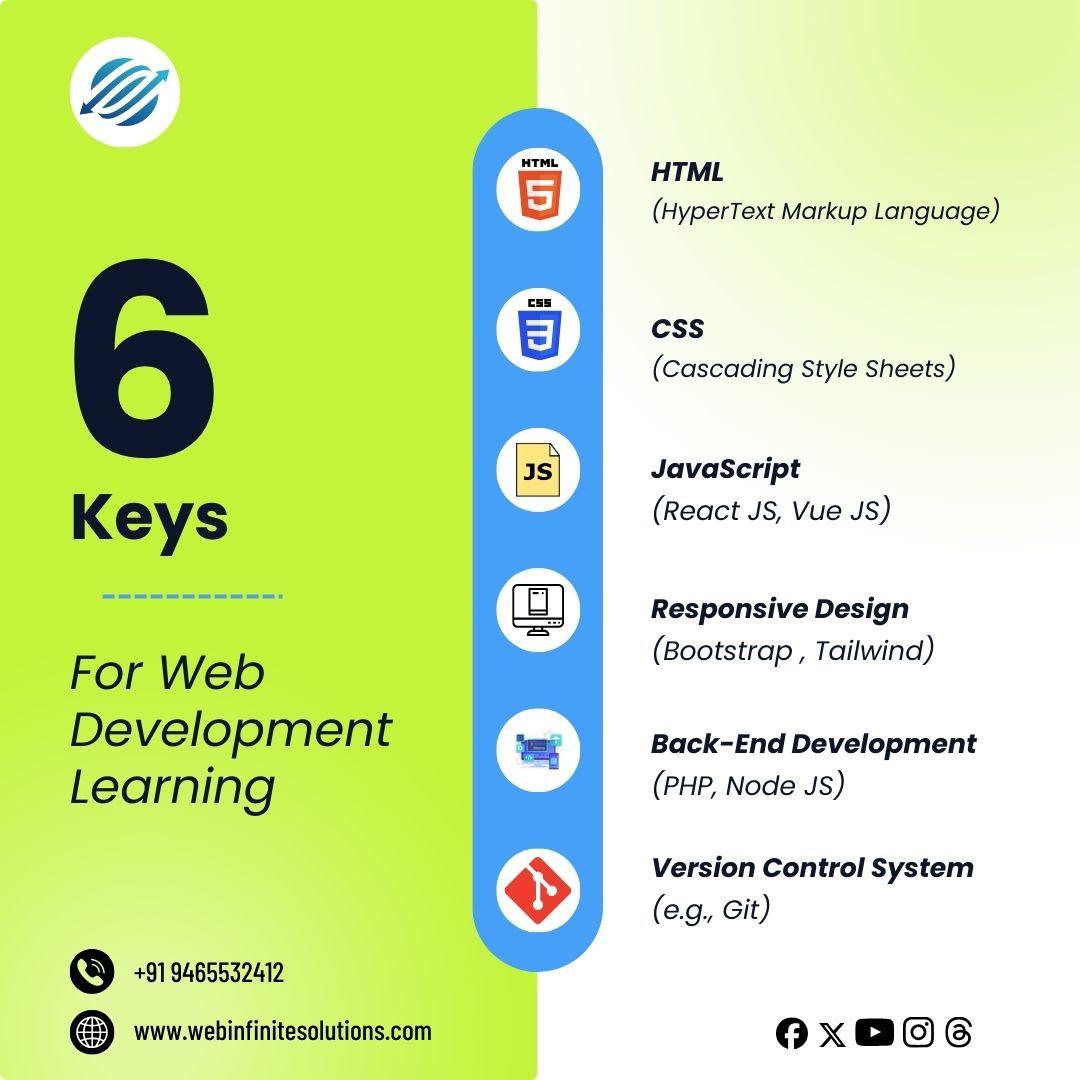 6
Keys
For Web
Development
Learning
+91 9465532412
www.webinfinitesolutions.com
HTML
5
HTML
(HyperText Markup Language)
CSS
3
CSS
(Cascading Style Sheets)
JS
JavaScript
(React JS, Vue JS)
Responsive Design
(Bootstrap , Tailwind)
Back-End Development
(PHP, Node JS)
Version Control System
(e.g., Git)